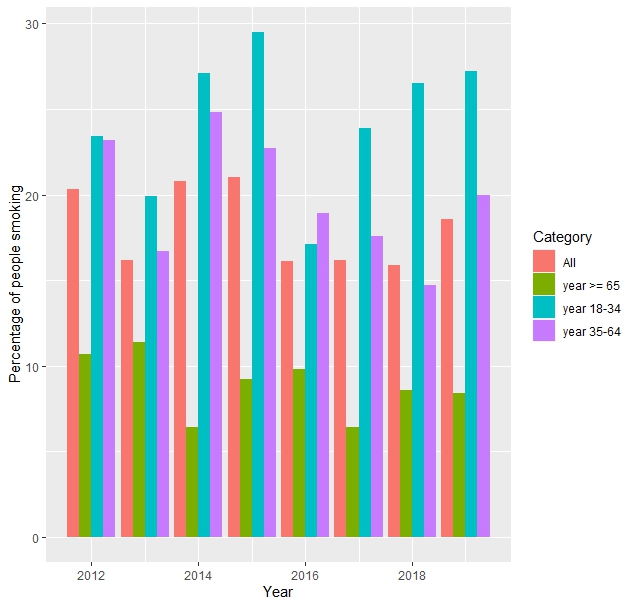 30
20
10
0
Percentage of people smoking
2012 2014 2016 2018
Year
Category
All
year >= 65
year 18-34
year 35-64